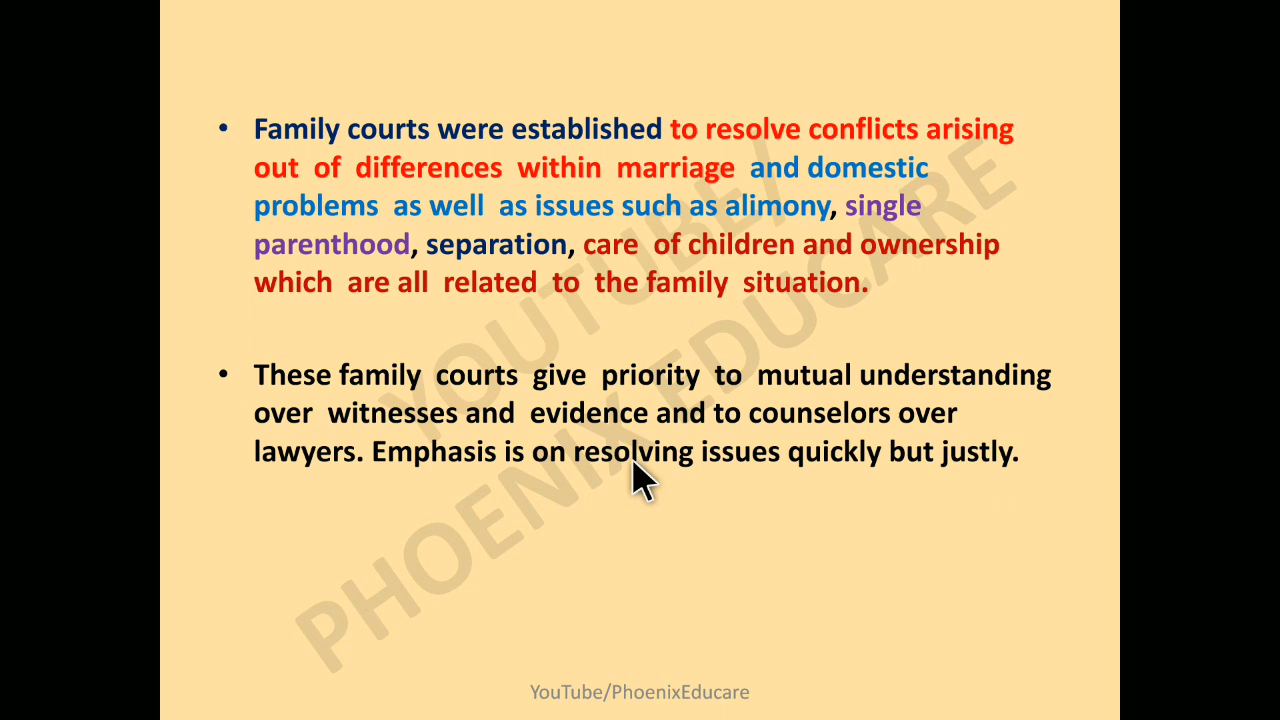 • Family courts were established to resolve conflicts arising
out of differences within marriage and domestic
problems as well as issues such as alimony, single
parenthood, separation, care of children and ownership
which are all related to the family situation.
• These family courts give priority to mutual understanding
over witnesses and evidence and to counselors over
lawyers. Emphasis is on resolving issues quickly but justly.
YOUTUBE/
PHOENIX EDUCARE
YouTube/PhoenixEducare